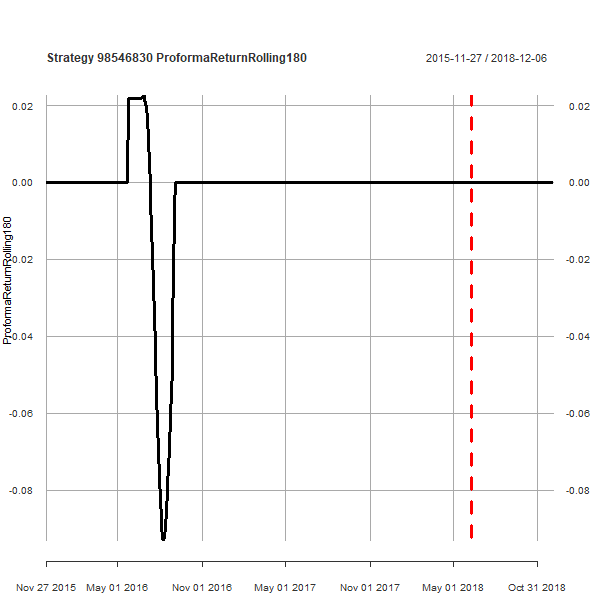 Strategy 98546830 ProformaReturnRolling180
2015-11-27 / 2018-12-06
0.02
0.02
0.00
0.00
-0.02
-0.02
-0.04
-0.04
-0.06
-0.06
-0.08
-0.08
ProformaReturnRolling180
Nov 27 2015
May 01 2016
Nov 01 2016
May 01 2017
Nov 01 2017
May 01 2018
Oct 31 2018